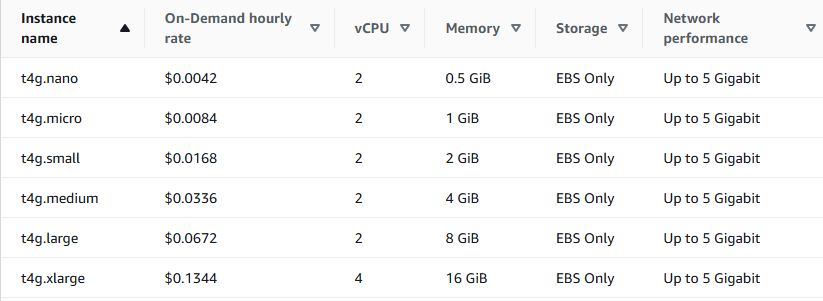 Instance name On-Demand hourly rate vCPU Memory Storage Network performance
t4g.nano $0.0042 2 0.5 GiB EBS Only Up to 5 Gigabit
t4g.micro $0.0084 2 1 GiB EBS Only Up to 5 Gigabit
t4g.small $0.0168 2 2 GiB EBS Only Up to 5 Gigabit
t4g.medium $0.0336 2 4 GiB EBS Only Up to 5 Gigabit
t4g.large $0.0672 2 8 GiB EBS Only Up to 5 Gigabit
t4g.xlarge $0.1344 4 16 GiB EBS Only Up to 5 Gigabit